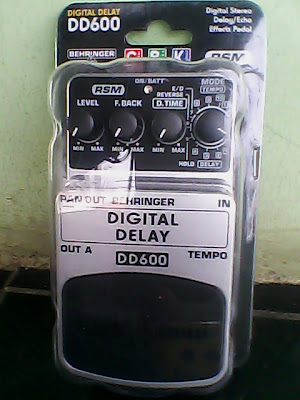 DIGITAL DELAY
DD600
Digital Stereo
Delay/Echo
Effects Pedal
BEHRINGER
RSM
RSM
ON/BATT
MODE
TEMPO
E/D
REVERSE
LEVEL
F.BACK
D.TIME
MIN MAX
MIN MAX
MIN MAX
HOLD
DELAY
PAN OUT
BEHRINGER
IN
DIGITAL
DELAY
OUT A
TEMPO
DD600